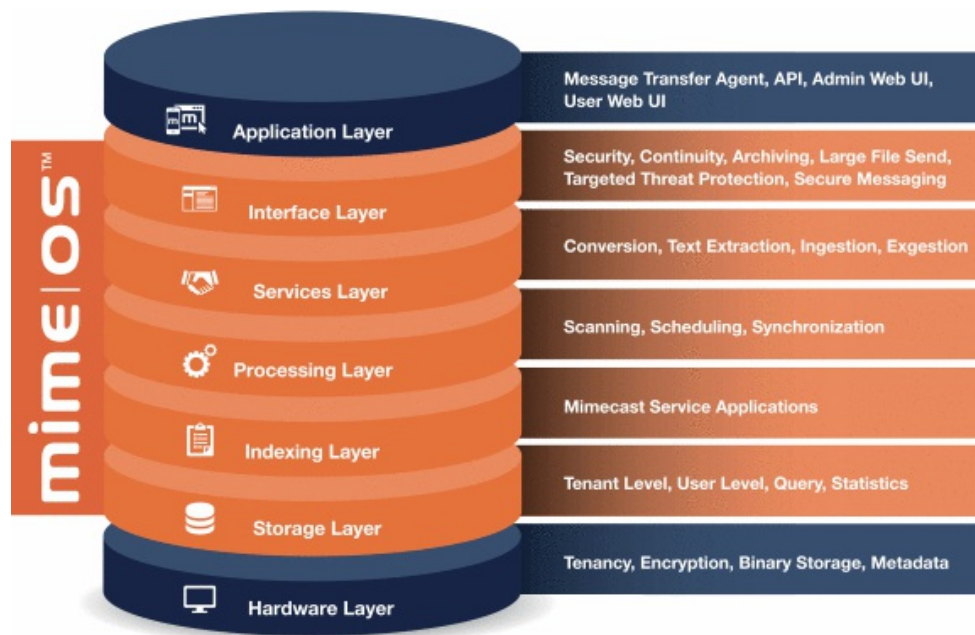 mime|os™
Application Layer
Message Transfer Agent, API, Admin Web UI,
User Web UI
Interface Layer
Security, Continuity, Archiving, Large File Send,
Targeted Threat Protection, Secure Messaging
Services Layer
Conversion, Text Extraction, Ingestion, Exgestion
Processing Layer
Scanning, Scheduling, Synchronization
Indexing Layer
Mimecast Service Applications
Storage Layer
Tenant Level, User Level, Query, Statistics
Hardware Layer
Tenancy, Encryption, Binary Storage, Metadata